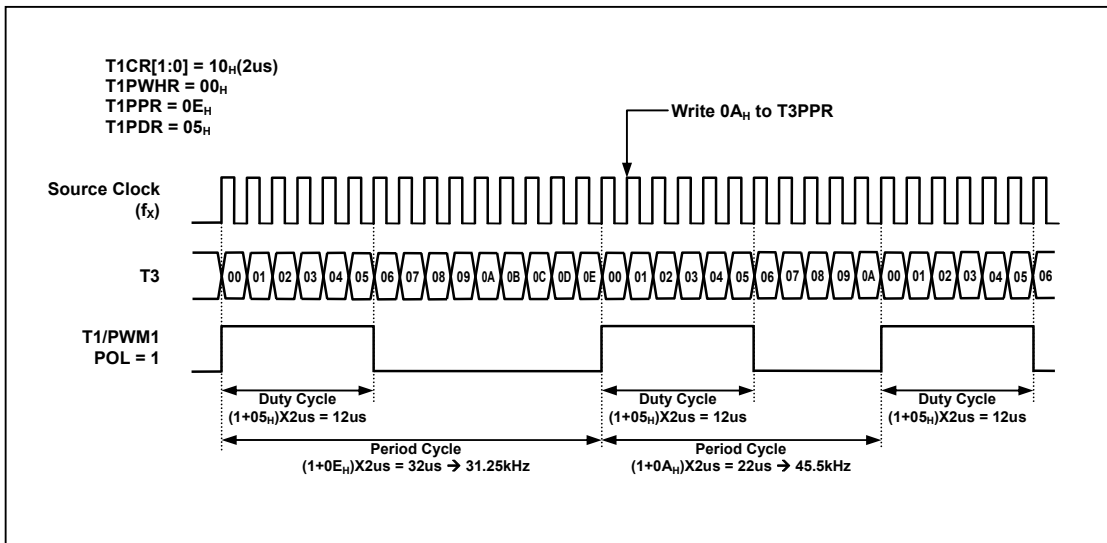 T1CR[1:0] = 10H(2us)
T1PWHR = 00H
T1PPR = 0EH
T1PDR = 05H
Write 0AH to T3PPR
Source Clock
(fX)
T3
00 01 02 03 04 05 06 07 08 09 0A 0B 0C 0D 0E 00 01 02 03 04 05 06 07 08 09 0A 00 01 02 03 04 05 06
T1/PWM1
POL = 1
Duty Cycle
(1+05H)X2us = 12us
Duty Cycle
(1+05H)X2us = 12us
Duty Cycle
(1+05H)X2us = 12us
Period Cycle
(1+0EH)X2us = 32us → 31.25kHz
Period Cycle
(1+0AH)X2us = 22us → 45.5kHz